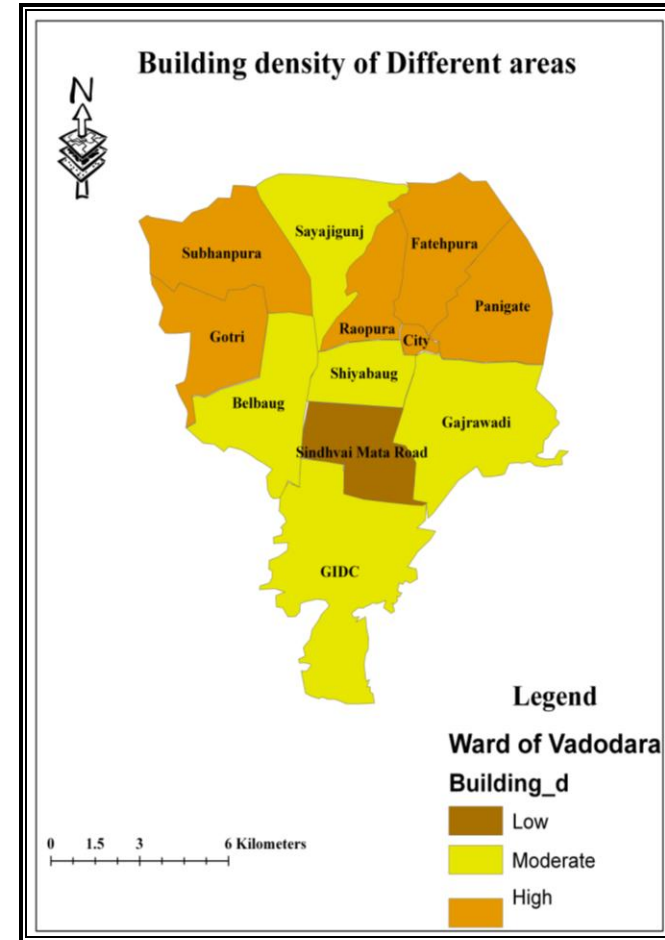 Building density of Different areas
N
Sayajigunj
Subhanpura
Fatehpura
Panigate
Raopura
City
Gotri
Shiyabaug
Belbaug
Gajrawadi
Sindhvai Mata Road
GIDC
Legend
Ward of Vadodara
Building_d
Low
Moderate
High
0 1.5 3 6 Kilometers